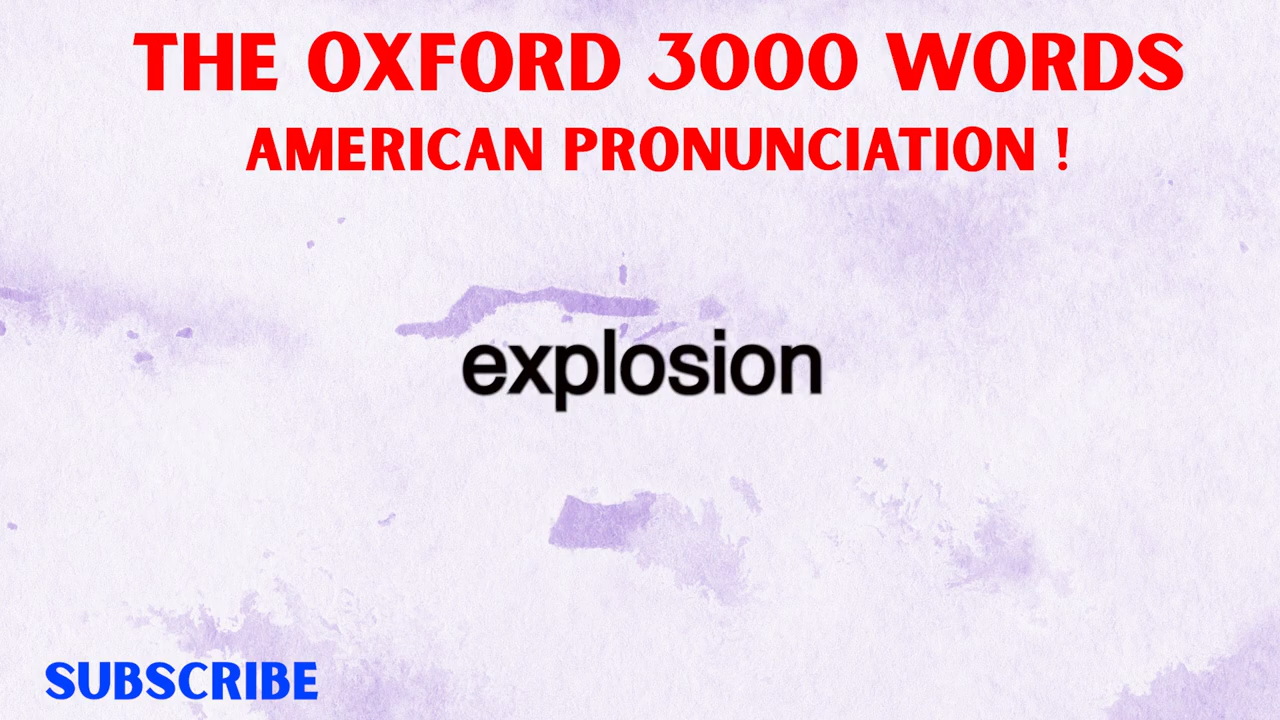 THE OXFORD 3000 WORDS
AMERICAN PRONUNCIATION !
explosion
SUBSCRIBE